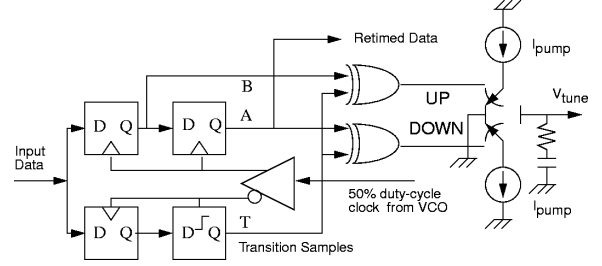 Retimed Data
Ipump
B
UP
Vtune
D Q
D Q
A
DOWN
Input
Data
50% duty-cycle
clock from VCO
Ipump
D Q
D Q
T
Transition Samples